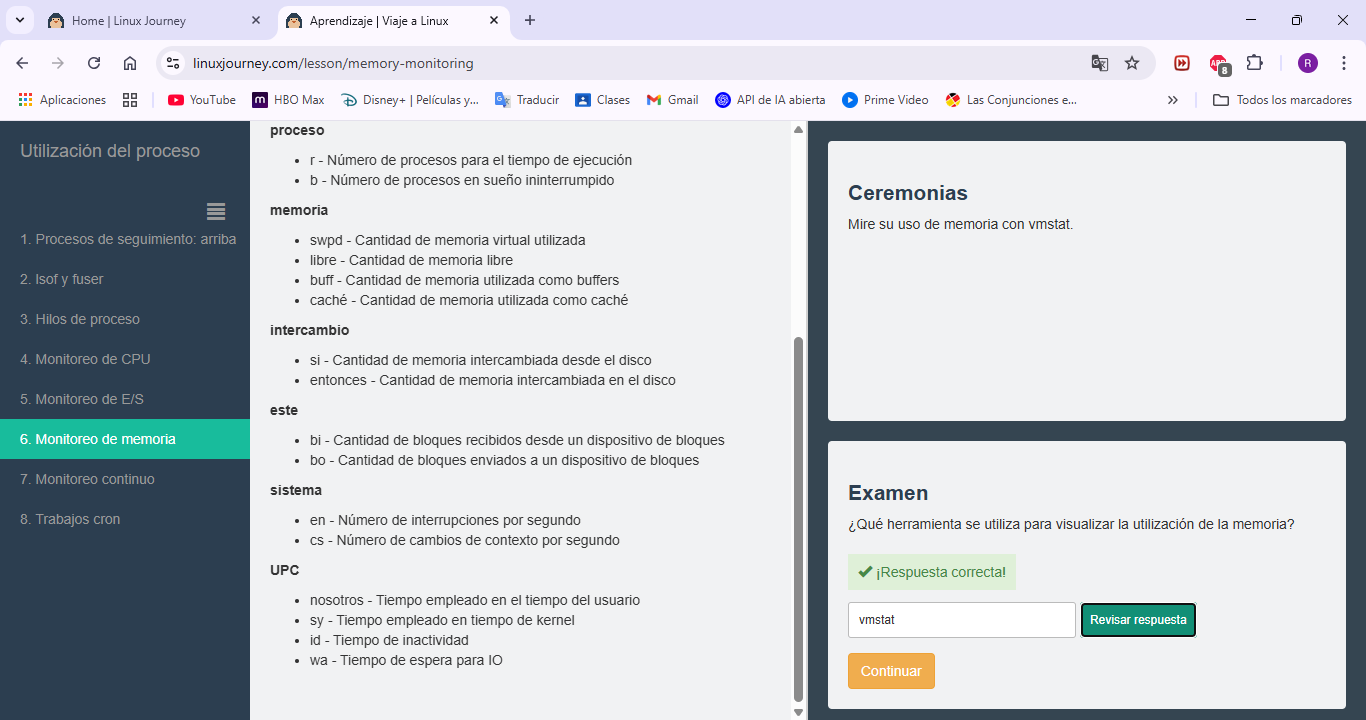 Home | Linux Journey
Aprendizaje | Viaje a Linux
linuxjourney.com/lesson/memory-monitoring
8
R
Aplicaciones
YouTube
HBO Max
Disney+ | Películas y...
Traducir
Clases
Gmail
API de IA abierta
Prime Video
Las Conjunciones e...
Todos los marcadores
Utilización del proceso
1. Procesos de seguimiento: arriba
2. lsof y fuser
3. Hilos de proceso
4. Monitoreo de CPU
5. Monitoreo de E/S
6. Monitoreo de memoria
7. Monitoreo continuo
8. Trabajos cron
proceso
r - Número de procesos para el tiempo de ejecución
b - Número de procesos en sueño ininterrumpido
memoria
swpd - Cantidad de memoria virtual utilizada
libre - Cantidad de memoria libre
buff - Cantidad de memoria utilizada como buffers
caché - Cantidad de memoria utilizada como caché
intercambio
si - Cantidad de memoria intercambiada desde el disco
entonces - Cantidad de memoria intercambiada en el disco
este
bi - Cantidad de bloques recibidos desde un dispositivo de bloques
bo - Cantidad de bloques enviados a un dispositivo de bloques
sistema
en - Número de interrupciones por segundo
cs - Número de cambios de contexto por segundo
UPC
nosotros - Tiempo empleado en el tiempo del usuario
sy - Tiempo empleado en tiempo de kernel
id - Tiempo de inactividad
wa - Tiempo de espera para IO
Ceremonias
Mire su uso de memoria con vmstat.
Examen
¿Qué herramienta se utiliza para visualizar la utilización de la memoria?
¡Respuesta correcta!
vmstat
Revisar respuesta
Continuar